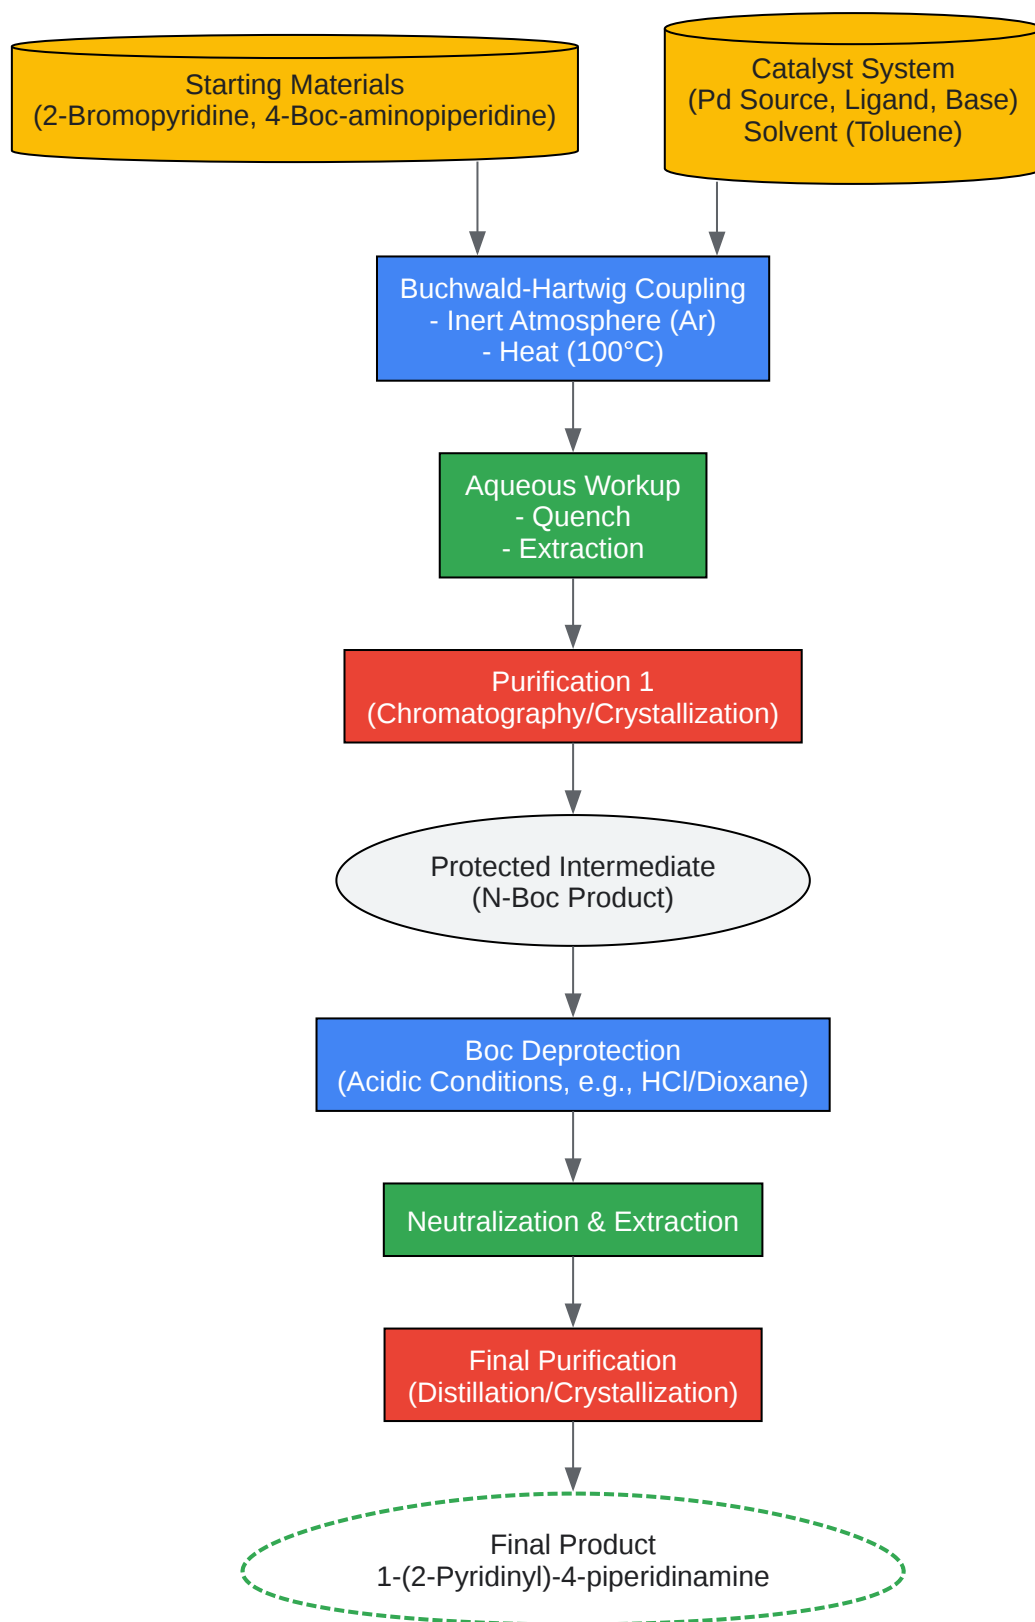 Starting Materials
(2-Bromopyridine, 4-Boc-aminopiperidine)
Catalyst System
(Pd Source, Ligand, Base)
Solvent (Toluene)
Buchwald-Hartwig Coupling
- Inert Atmosphere (Ar)
- Heat (100°C)
Aqueous Workup
- Quench
- Extraction
Purification 1
(Chromatography/Crystallization)
Protected Intermediate
(N-Boc Product)
Boc Deprotection
(Acidic Conditions, e.g., HCl/Dioxane)
Neutralization & Extraction
Final Purification
(Distillation/Crystallization)
Final Product
1-(2-Pyridinyl)-4-piperidinamine